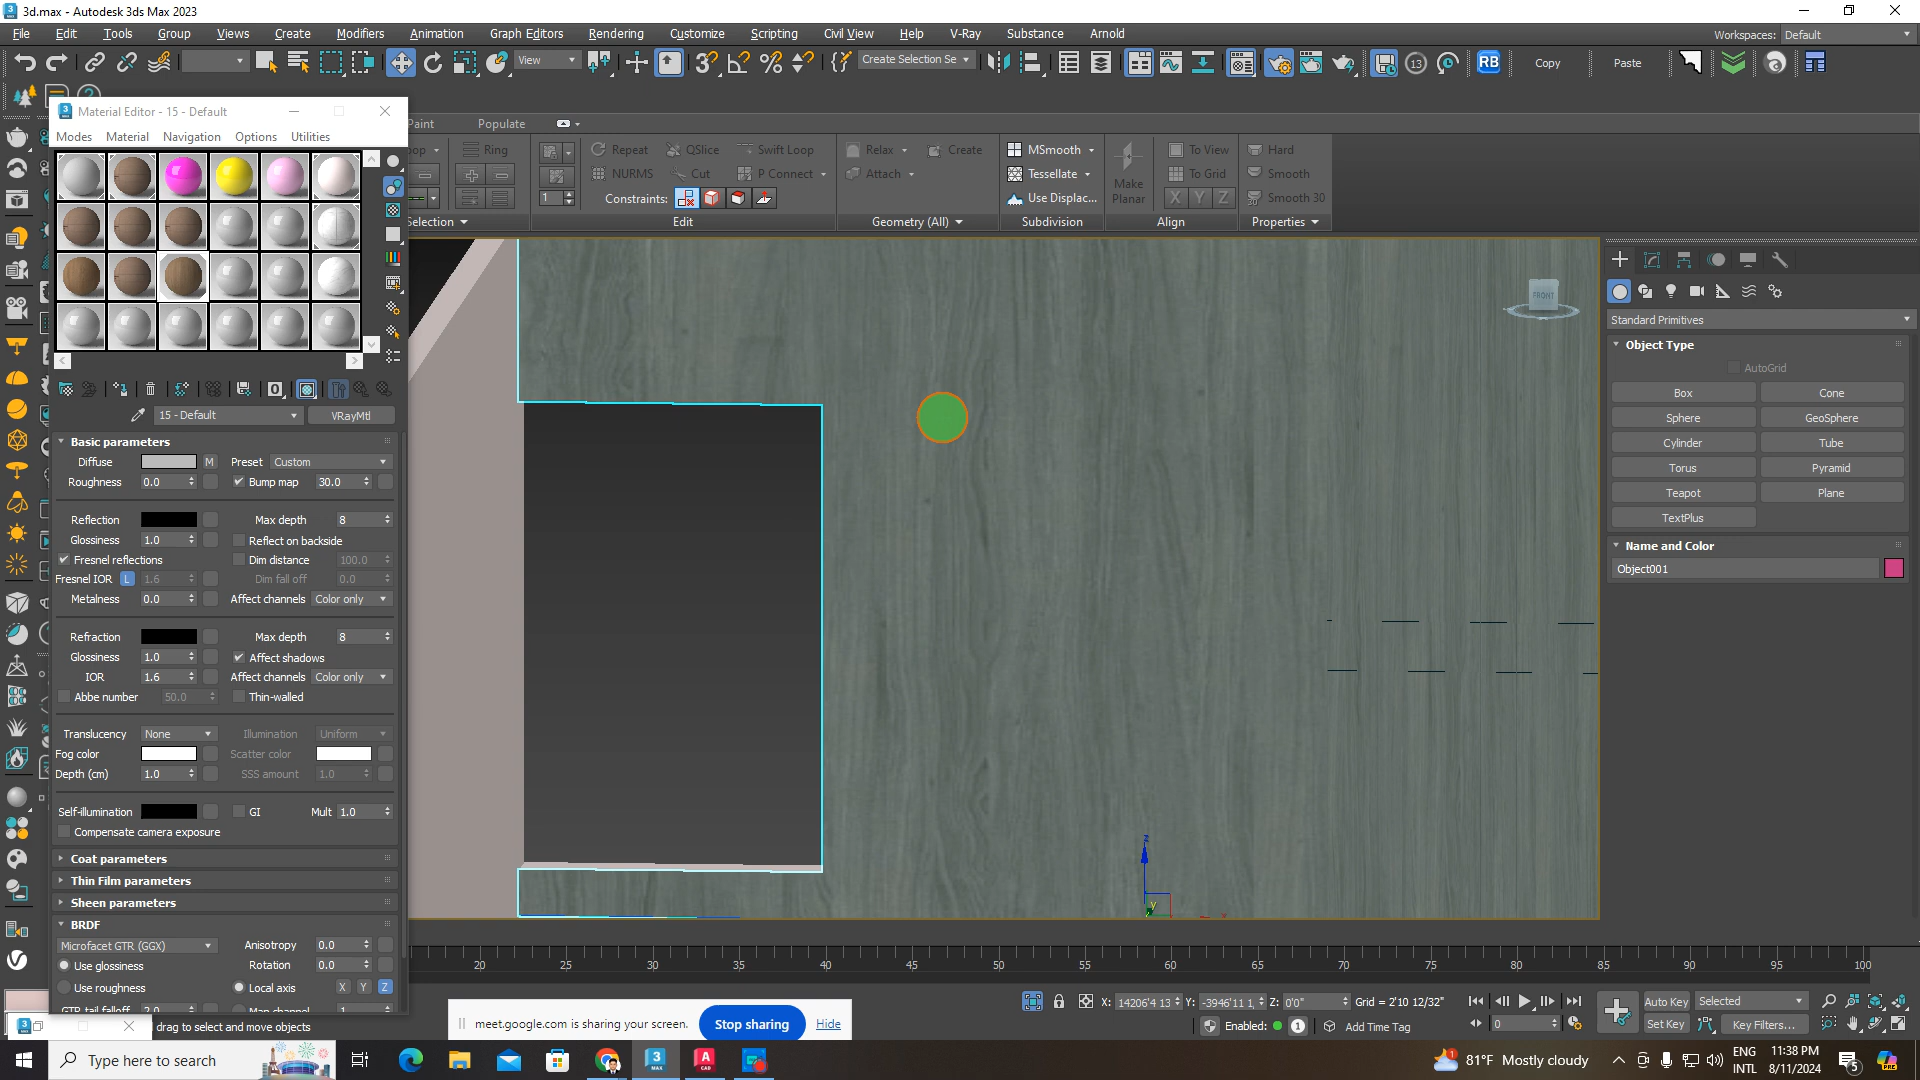 3d.max - Autodesk 3ds Max 2023
File Edit Tools Group Views Create Modifiers Animation Graph Editors Rendering Customize Scripting Civil View Help V-Ray Substance Arnold
Workspaces: Default
View Create Selection Se 13 RB Copy Paste
Material Editor - 15 - Default
Modes Material Navigation Options Utilities
Populate
Ring Repeat QSlice Swift Loop Relax Create MSmooth To View Hard
NURMS Cut P Connect Attach Tessellate Make Planar To Grid Smooth
1 Constraints: Use Displac... X Y Z Smooth 30
Edit Geometry (All) Subdivision Align Properties
FRONT
Standard Primitives
Object Type
AutoGrid
Box Cone
Sphere GeoSphere
Cylinder Tube
Torus Pyramid
Teapot Plane
TextPlus
Name and Color
Object001
15 - Default VRayMtl
Basic parameters
Diffuse M Preset Custom
Roughness 0.0 Bump map 30.0
Reflection Max depth 8
Glossiness 1.0 Reflect on backside
Fresnel reflections Dim distance 100.0
Fresnel IOR L 1.6 Dim fall off 0.0
Metalness 0.0 Affect channels Color only
Refraction Max depth 8
Glossiness 1.0 Affect shadows
IOR 1.6 Affect channels Color only
Abbe number 50.0 Thin-walled
Translucency None Illumination Uniform
Fog color Scatter color
Depth (cm) 1.0 SSS amount 1.0
Self-illumination GI Mult 1.0
Compensate camera exposure
Coat parameters
Thin Film parameters
Sheen parameters
BRDF
Microfacet GTR (GGX) Anisotropy 0.0
Use glossiness Rotation 0.0
Use roughness Local axis X Y Z
z
y
20 25 30 35 40 45 50 55 60 65 70 75 80 85 90 95 100
X: 14206'4 13 Y: -3946'11 1 Z: 0'0" Grid = 2'10 12/32" Auto Key Selected
drag to select and move objects
meet.google.com is sharing your screen. Stop sharing Hide
Enabled: 1 Add Time Tag 0 Set Key Key Filters...
Type here to search
81°F Mostly cloudy
ENG INTL
11:38 PM
8/11/2024
5